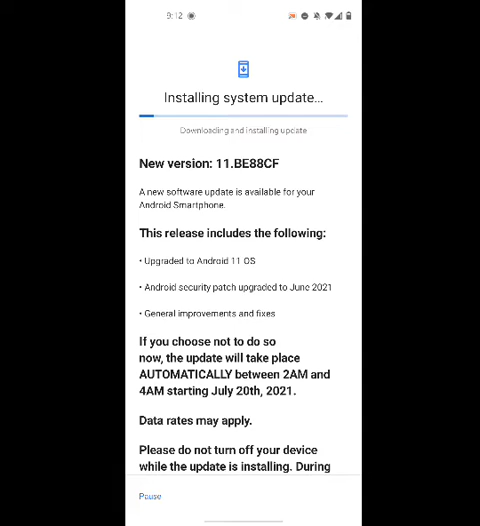 9:12
Installing system update...
Downloading and installing update
New version: 11.BE88CF
A new software update is available for your
Android Smartphone.
This release includes the following:
• Upgraded to Android 11 OS
• Android security patch upgraded to June 2021
• General improvements and fixes
If you choose not to do so
now, the update will take place
AUTOMATICALLY between 2AM and
4AM starting July 20th, 2021.
Data rates may apply.
Please do not turn off your device
while the update is installing. During
Pause